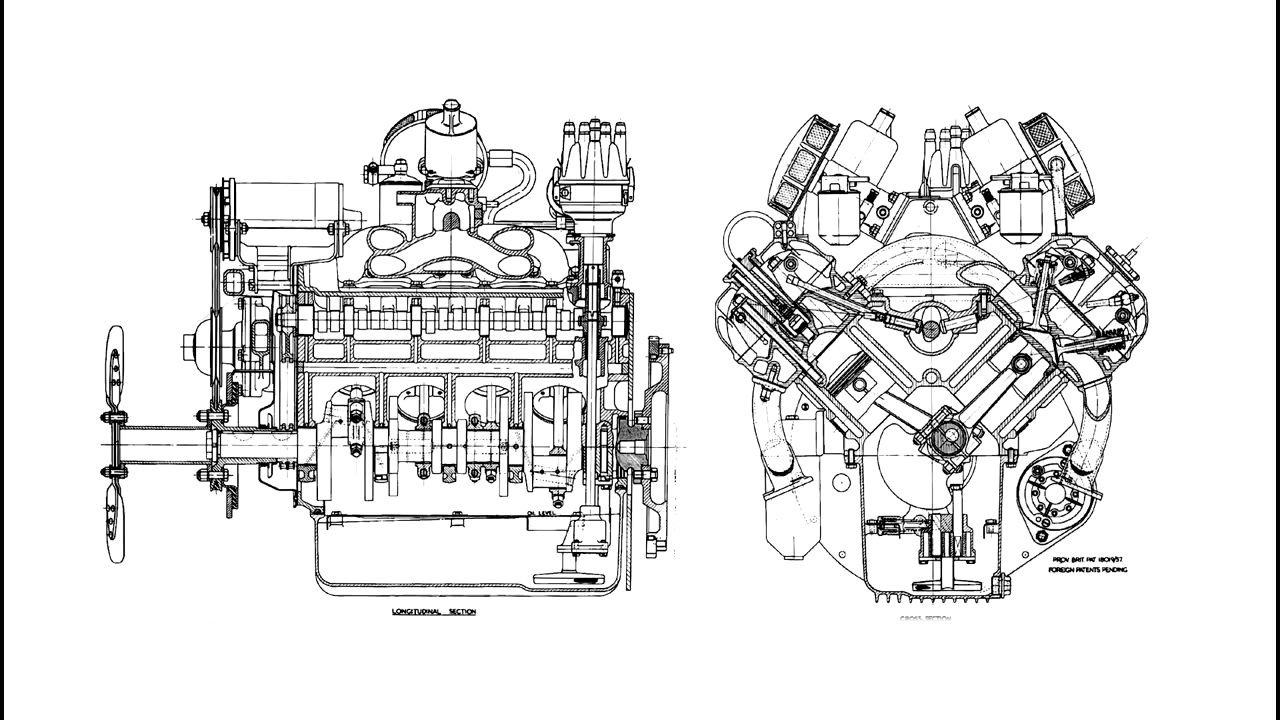 OIL LEVEL
LONGITUDINAL SECTION
PROV BRIT PAT 18019/57
FOREIGN PATENTS PENDING
CROSS SECTION